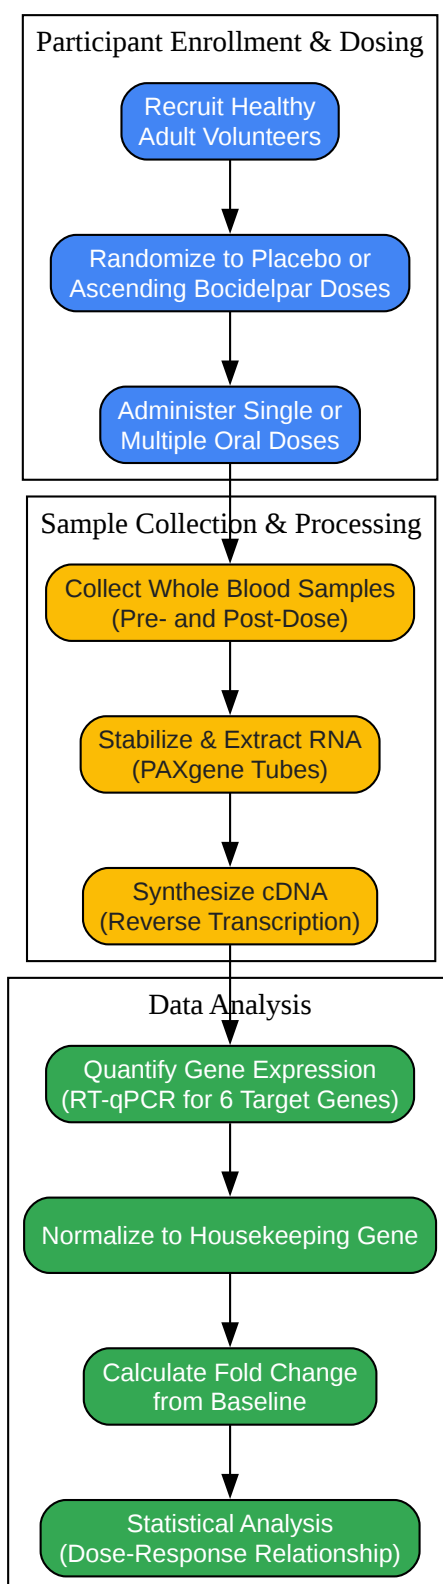 Participant Enrollment & Dosing
Recruit Healthy
Adult Volunteers
Randomize to Placebo or
Ascending Bocidelpar Doses
Administer Single or
Multiple Oral Doses
Sample Collection & Processing
Collect Whole Blood Samples
(Pre- and Post-Dose)
Stabilize & Extract RNA
(PAXgene Tubes)
Synthesize cDNA
(Reverse Transcription)
Data Analysis
Quantify Gene Expression
(RT-qPCR for 6 Target Genes)
Normalize to Housekeeping Gene
Calculate Fold Change
from Baseline
Statistical Analysis
(Dose-Response Relationship)